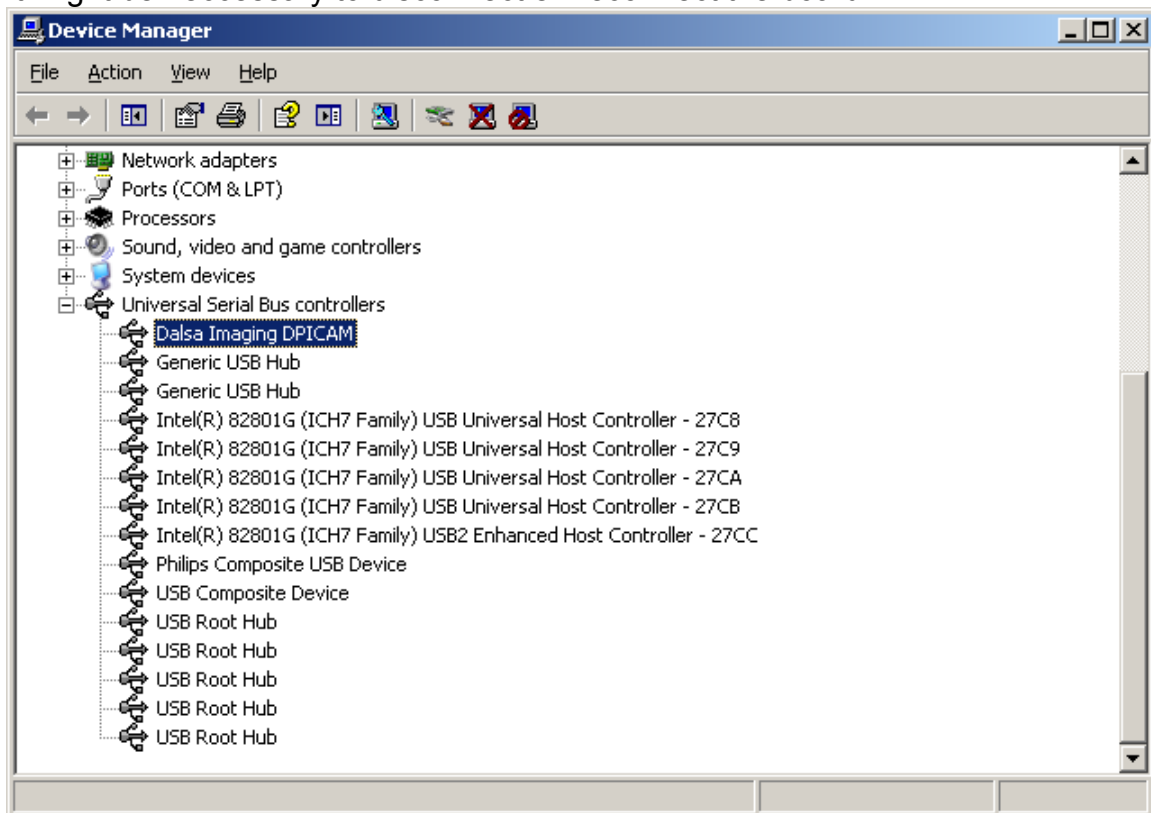 Device Manager
File Action View Help
Network adapters
Ports (COM & LPT)
Processors
Sound, video and game controllers
System devices
Universal Serial Bus controllers
Dalsa Imaging DPICAM
Generic USB Hub
Generic USB Hub
Intel(R) 82801G (ICH7 Family) USB Universal Host Controller - 27C8
Intel(R) 82801G (ICH7 Family) USB Universal Host Controller - 27C9
Intel(R) 82801G (ICH7 Family) USB Universal Host Controller - 27CA
Intel(R) 82801G (ICH7 Family) USB Universal Host Controller - 27CB
Intel(R) 82801G (ICH7 Family) USB2 Enhanced Host Controller - 27CC
Philips Composite USB Device
USB Composite Device
USB Root Hub
USB Root Hub
USB Root Hub
USB Root Hub
USB Root Hub